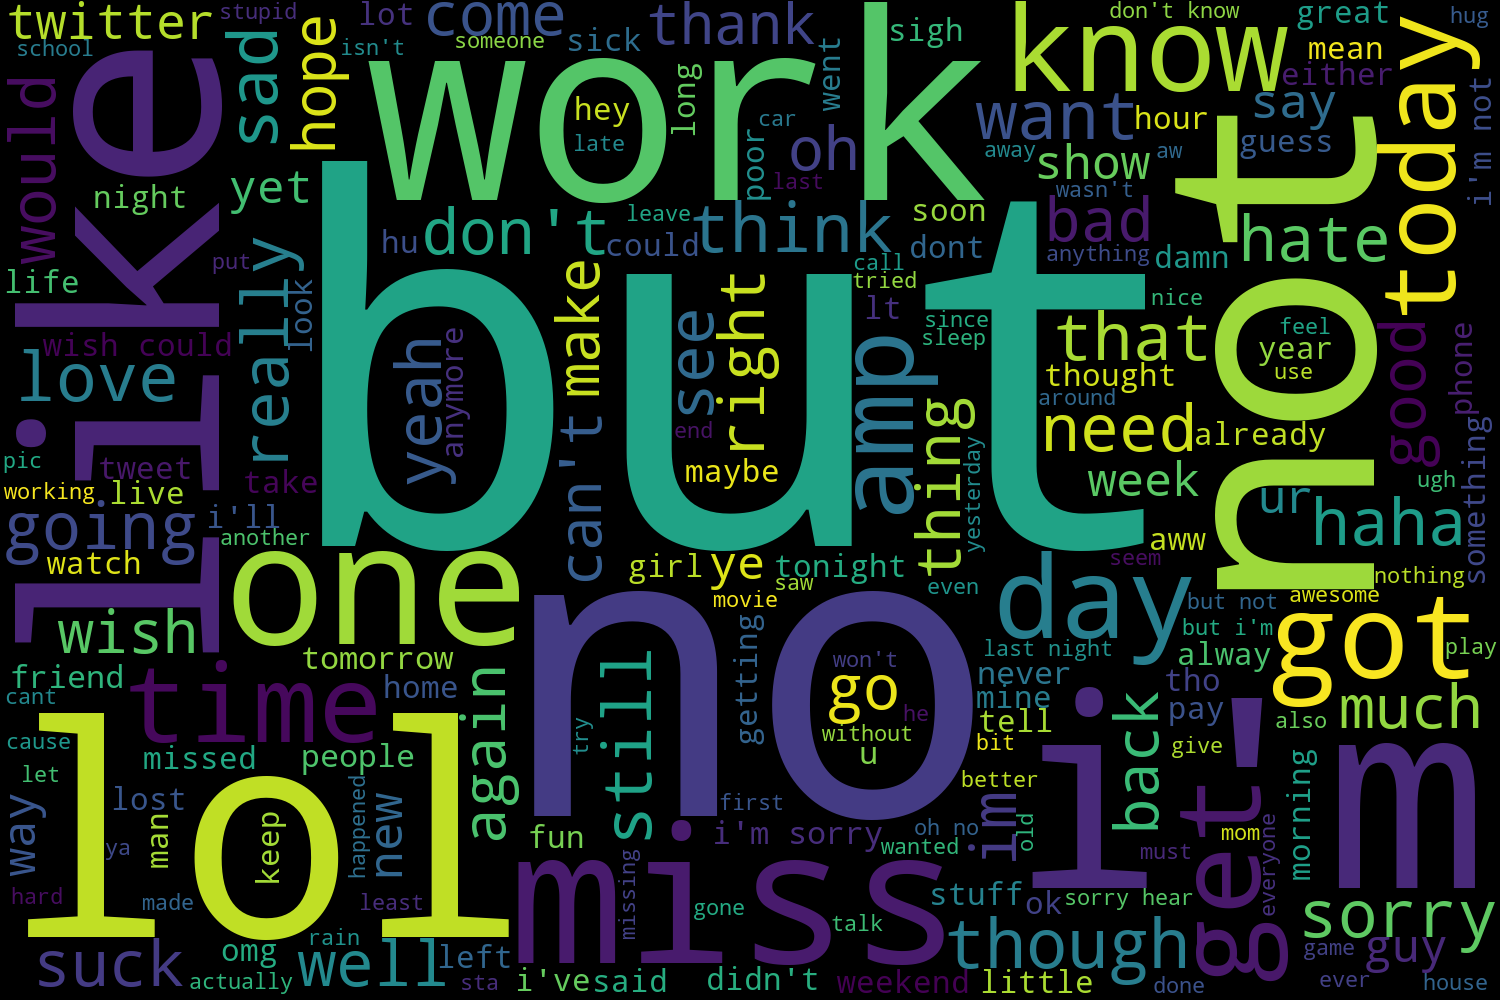 twitter
stupid
lot
come
thank
sigh
don't know
great
hug
school
isn't
someone
sick
know
mean
either
would
like
sad
hope
work
hey
late
long
car
went
poor
last
oh
want
hour
say
guess
away
aw
show
wasn't
today
i'm not
night
yet
hu
don't
leave
could
think
soon
dont
bad
anything
damn
hate
not
life
put
really
look
but
make
see
right
call
tried
lt
since
sleep
nice
that
feel
year
use
good
phone
wish could
love
yeah
anymore
amp
thought
around
need
already
end
maybe
thing
yesterday
week
ur
haha
ugh
something
pic
tweet
take
working
live
going
i'll
can't
another
watch
one
girl
ye
tonight
aww
seem
saw
even
movie
nothing
awesome
no
day
but not
but i'm
wish
tomorrow
last night
alway
got
play
friend
time
home
again
still
getting
won't
go
he
without
u
never
mine
tell
tho
pay
also
much
cant
cause
lol
missed
people
try
bit
back
give
get
i'm
let
better
way
lost
man
keep
happened
new
first
im
old
morning
mom
ya
fun
i'm sorry
oh no
wanted
must
everyone
hard
made
least
miss
missing
gone
talk
stuff
ok
sorry hear
sorry
suck
omg
rain
well
left
though
game
guy
actually
sta
i've
said
didn't
weekend
little
done
ever
house